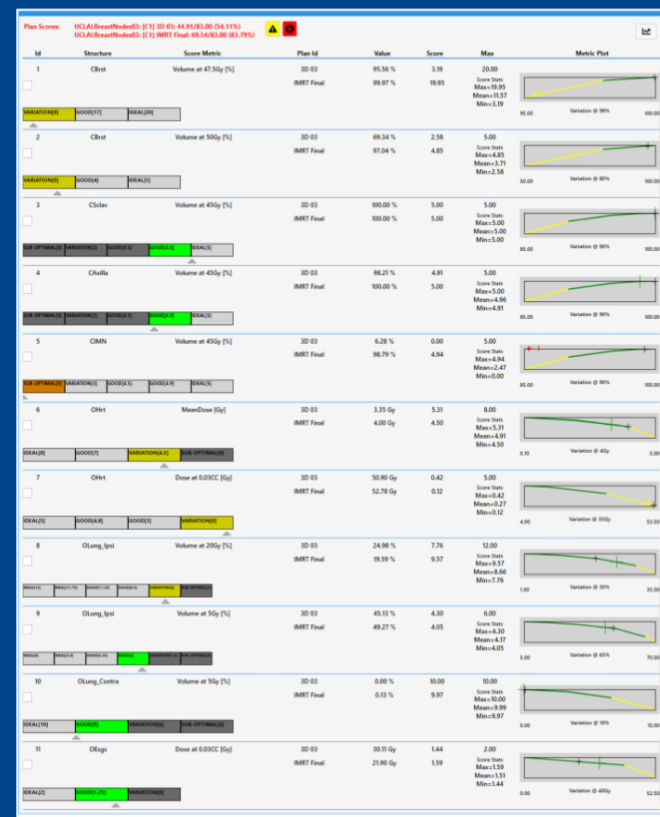 Plan Scores: UCLALBreastNodes03: [C1] 3D 03: 44.91/83.00 (54.11%)
UCLALBreastNodes03: [C1] IMRT Final: 69.54/83.00 (83.79%)
Id Structure Score Metric Plan Id Value Score Max Metric Plot
1 CBrst Volume at 47.5Gy [%] 3D 03 95.56 % 3.19 20.00
IMRT Final 99.97 % 19.95 Score Stats
Max=19.95
Mean=11.57
Min=3.19
VARIATION[0] GOOD[17] IDEAL[20] 95.00 Variation @ 98% 100.00
2 CBrst Volume at 50Gy [%] 3D 03 69.34 % 2.58 5.00
IMRT Final 97.04 % 4.85 Score Stats
Max=4.85
Mean=3.71
Min=2.58
VARIATION[0] GOOD[4] IDEAL[5] 50.00 Variation @ 80% 100.00
3 CSclav Volume at 45Gy [%] 3D 03 100.00 % 5.00 5.00
IMRT Final 100.00 % 5.00 Score Stats
Max=5.00
Mean=5.00
Min=5.00
SUB-OPTIMAL[0] VARIATION[3] GOOD[4.5] GOOD[4.9] IDEAL[5] 85.00 Variation @ 90% 100.00
4 CAxilla Volume at 45Gy [%] 3D 03 98.21 % 4.91 5.00
IMRT Final 100.00 % 5.00 Score Stats
Max=5.00
Mean=4.96
Min=4.91
SUB-OPTIMAL[0] VARIATION[3] GOOD[4.5] GOOD[4.9] IDEAL[5] 85.00 Variation @ 90% 100.00
5 CIMN Volume at 45Gy [%] 3D 03 6.28 % 0.00 5.00
IMRT Final 98.79 % 4.94 Score Stats
Max=4.94
Mean=2.47
Min=0.00
SUB-OPTIMAL[0] VARIATION[3] GOOD[4.5] GOOD[4.9] IDEAL[5] 85.00 Variation @ 90% 100.00
6 OHrt MeanDose [Gy] 3D 03 3.35 Gy 5.31 8.00
IMRT Final 4.00 Gy 4.50 Score Stats
Max=5.31
Mean=4.91
Min=4.50
IDEAL[8] GOOD[7] VARIATION[4.5] SUB-OPTIMAL[0] 0.10 Variation @ 4Gy 5.00
7 OHrt Dose at 0.03CC [Gy] 3D 03 50.90 Gy 0.42 5.00
IMRT Final 52.78 Gy 0.12 Score Stats
Max=0.42
Mean=0.27
Min=0.12
IDEAL[5] GOOD[4.8] GOOD[3] VARIATION[0] 4.00 Variation @ 35Gy 53.50
8 OLung_Ipsi Volume at 20Gy [%] 3D 03 24.98 % 7.76 12.00
IMRT Final 19.59 % 9.57 Score Stats
Max=9.57
Mean=8.66
Min=7.76
1.00 Variation @ 30% 35.00
9 OLung_Ipsi Volume at 5Gy [%] 3D 03 45.13 % 4.30 6.00
IMRT Final 49.27 % 4.05 Score Stats
Max=4.30
Mean=4.17
Min=4.05
5.00 Variation @ 65% 70.00
10 OLung_Contra Volume at 5Gy [%] 3D 03 0.00 % 10.00 10.00
IMRT Final 0.13 % 9.97 Score Stats
Max=10.00
Mean=9.99
Min=9.97
IDEAL[10] GOOD[9] VARIATION[6] SUB-OPTIMAL[0] 0.00 Variation @ 10% 15.00
11 OEsgs Dose at 0.03CC [Gy] 3D 03 30.11 Gy 1.44 2.00
IMRT Final 21.90 Gy 1.59 Score Stats
Max=1.59
Mean=1.51
Min=1.44
IDEAL[2] GOOD[1.25] VARIATION[0] 0.00 Variation @ 40Gy 52.50